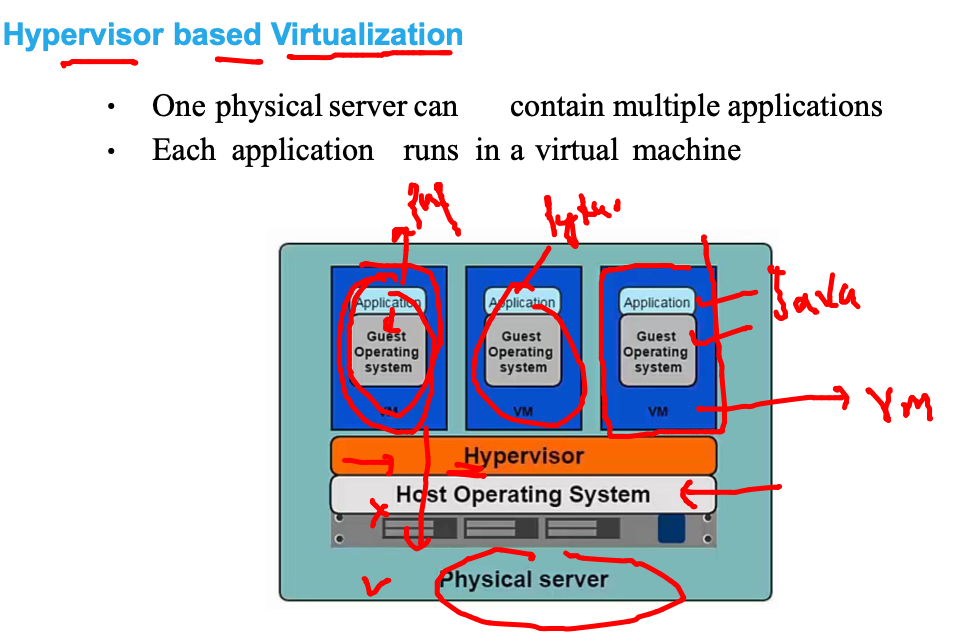 Hypervisor based Virtualization
• One physical server can contain multiple applications
• Each application runs in a virtual machine
Application Application Application
Guest Guest Guest
Operating Operating Operating
system system system
VM VM VM
Java
VM
Hypervisor
Host Operating System
Physical server